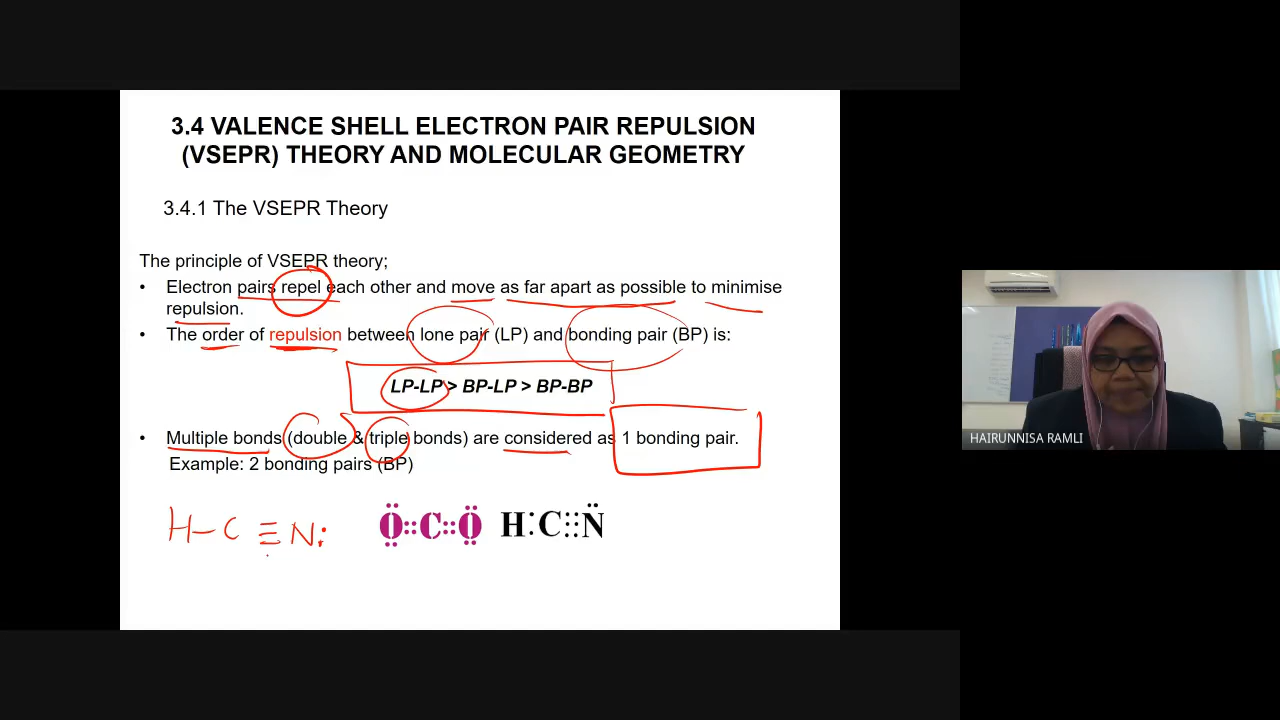 3.4 VALENCE SHELL ELECTRON PAIR REPULSION
(VSEPR) THEORY AND MOLECULAR GEOMETRY
3.4.1 The VSEPR Theory
The principle of VSEPR theory;
• Electron pairs repel each other and move as far apart as possible to minimise
repulsion.
• The order of repulsion between lone pair (LP) and bonding pair (BP) is:
LP-LP > BP-LP > BP-BP
• Multiple bonds (double & triple bonds) are considered as 1 bonding pair.
Example: 2 bonding pairs (BP)
H–C≡N: O::C::O H:C:::N
HAIRUNNISA RAMLI